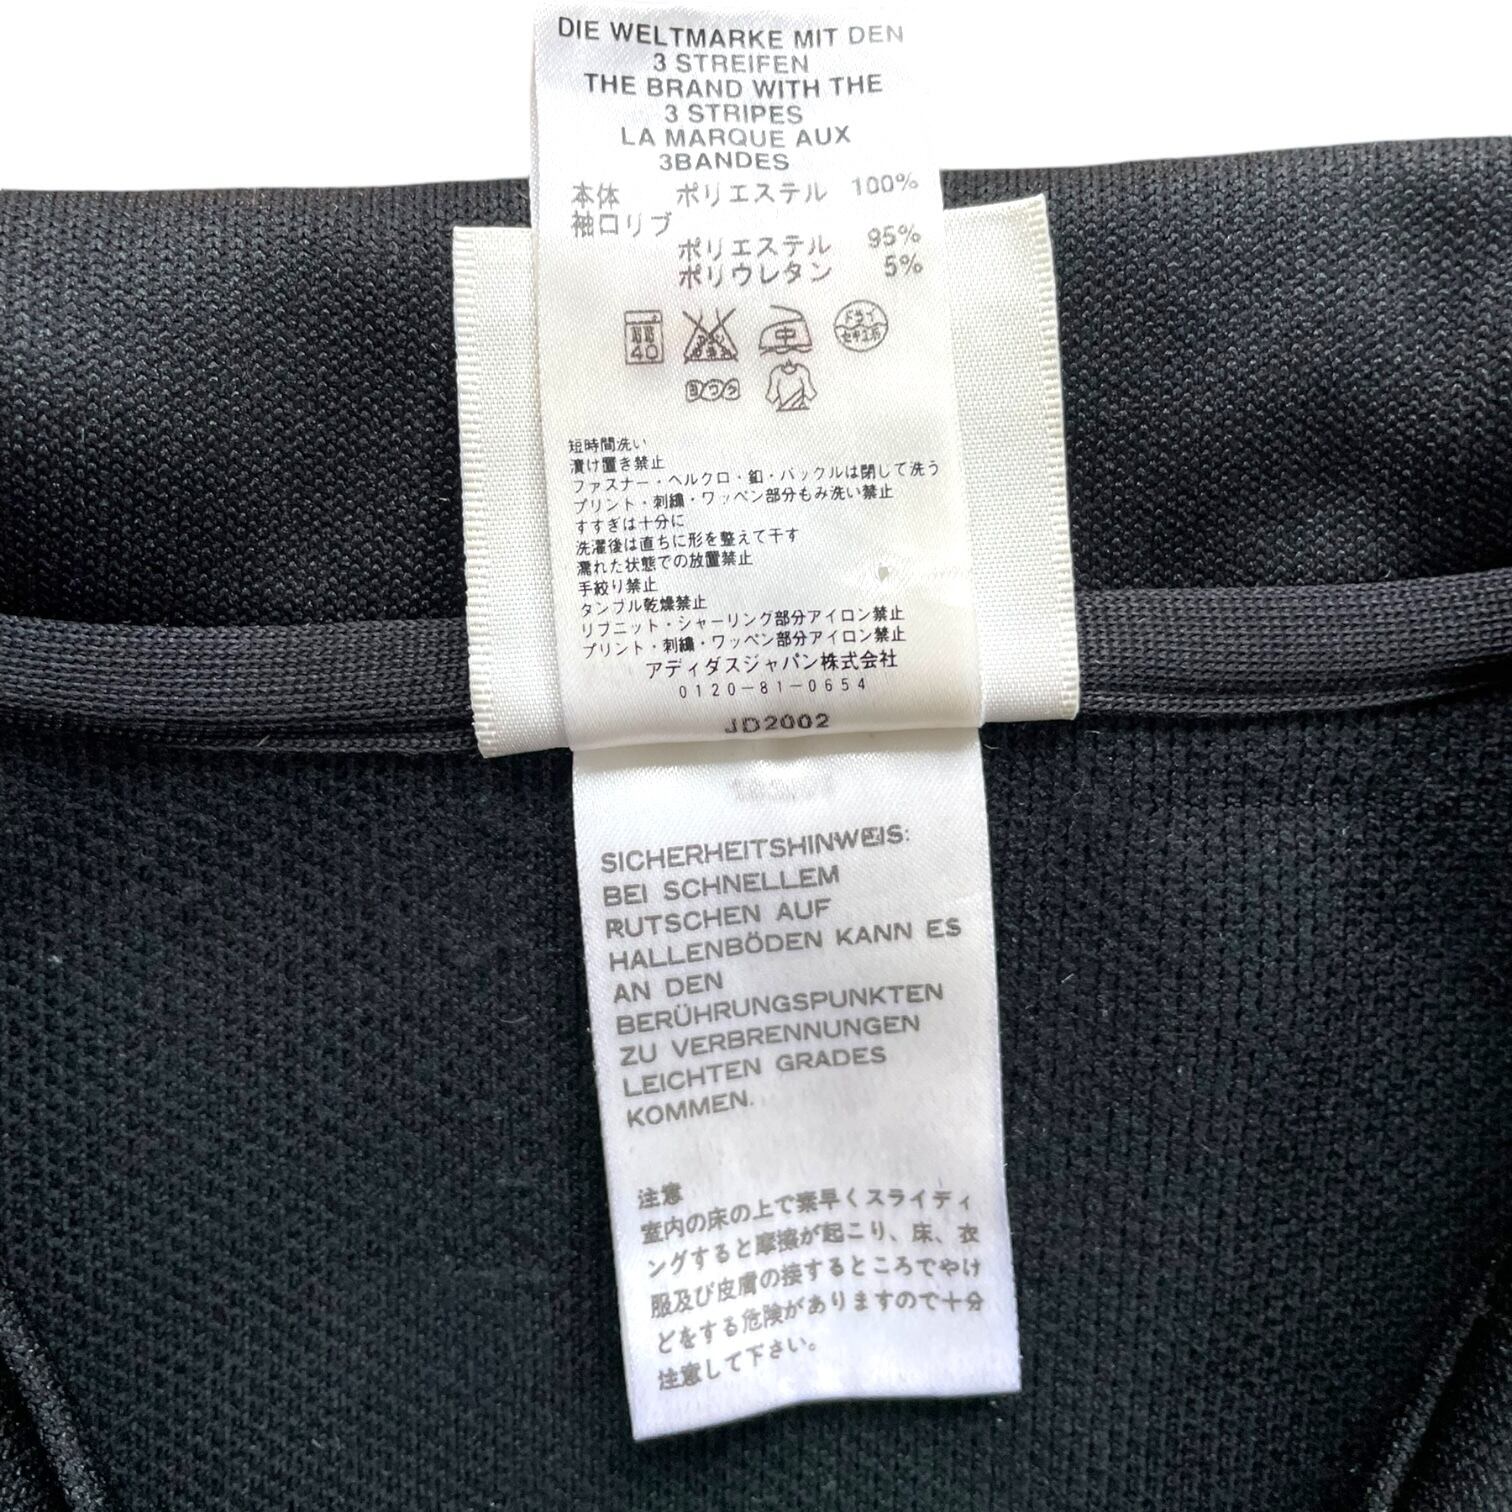 DIE WELTMARKE MIT DEN
3 STREIFEN
THE BRAND WITH THE
3 STRIPES
LA MARQUE AUX
3BANDES
本体 ポリエステル 100%
袖口リブ
ポリエステル 95%
ポリウレタン 5%
40 中 ドライ
セキユ系
ヨワク
短時間洗い
漬け置き禁止
ファスナー・ベルクロ・釦・バックルは閉じて洗う
プリント・刺繍・ワッペン部分もみ洗い禁止
すすぎは十分に
洗濯後は直ちに形を整えて干す
濡れた状態での放置禁止
手絞り禁止
タンブル乾燥禁止
リブニット・シャーリング部分アイロン禁止
プリント・刺繍・ワッペン部分アイロン禁止
アディダスジャパン株式会社
0120-81-0654
JD2002
SICHERHEITSHINWEIS:
BEI SCHNELLEM
RUTSCHEN AUF
HALLENBÖDEN KANN ES
AN DEN
BERÜHRUNGSPUNKTEN
ZU VERBRENNUNGEN
LEICHTEN GRADES
KOMMEN.
注意
室内の床の上で素早くスライディ
ングすると摩擦が起こり、床、衣
服及び皮膚の接するところでやけ
どをする危険がありますので十分
注意して下さい。